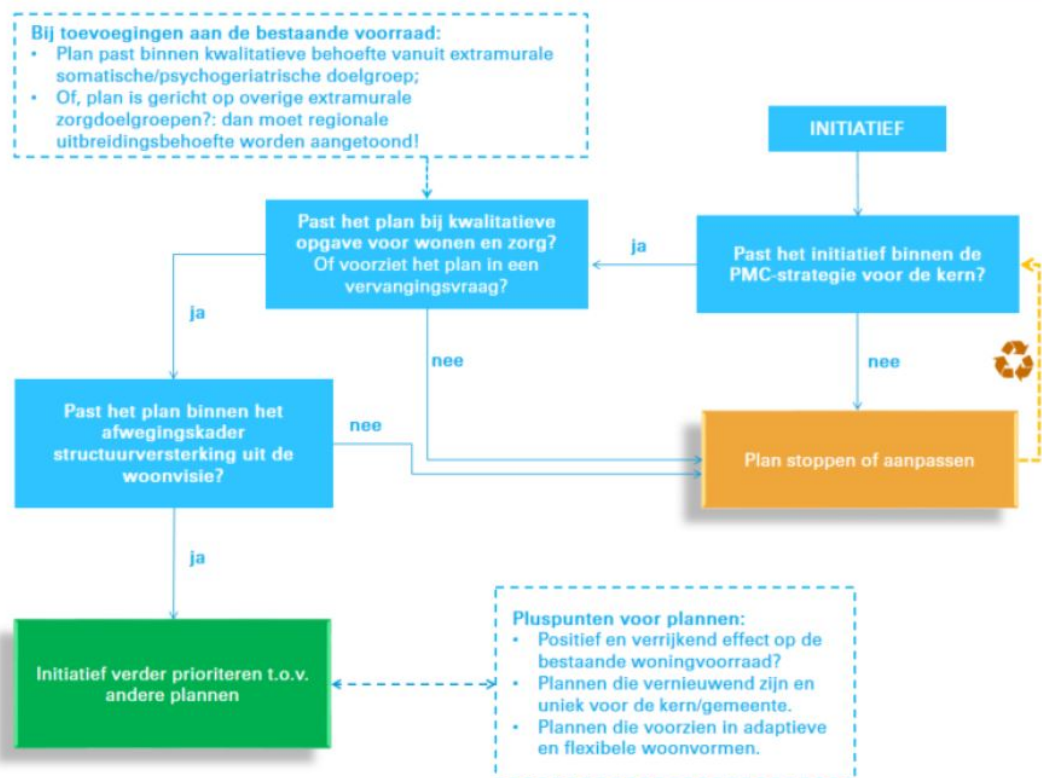 Bij toevoegingen aan de bestaande voorraad:
• Plan past binnen kwalitatieve behoefte vanuit extramurale
somatische/psychogeriatrische doelgroep;
• Of, plan is gericht op overige extramurale
zorgdoelgroepen?: dan moet regionale
uitbreidingsbehoefte worden aangetoond!
INITIATIEF
Past het initiatief binnen de
PMC-strategie voor de kern?
ja
nee
Past het plan bij kwalitatieve
opgave voor wonen en zorg?
Of voorziet het plan in een
vervangingsvraag?
ja
nee
Past het plan binnen het
afwegingskader
structuurversterking uit de
woonvisie?
nee
ja
Plan stoppen of aanpassen
Initiatief verder prioriteren t.o.v.
andere plannen
Pluspunten voor plannen:
• Positief en verrijkend effect op de
bestaande woningvoorraad?
• Plannen die vernieuwend zijn en
uniek voor de kern/gemeente.
• Plannen die voorzien in adaptieve
en flexibele woonvormen.